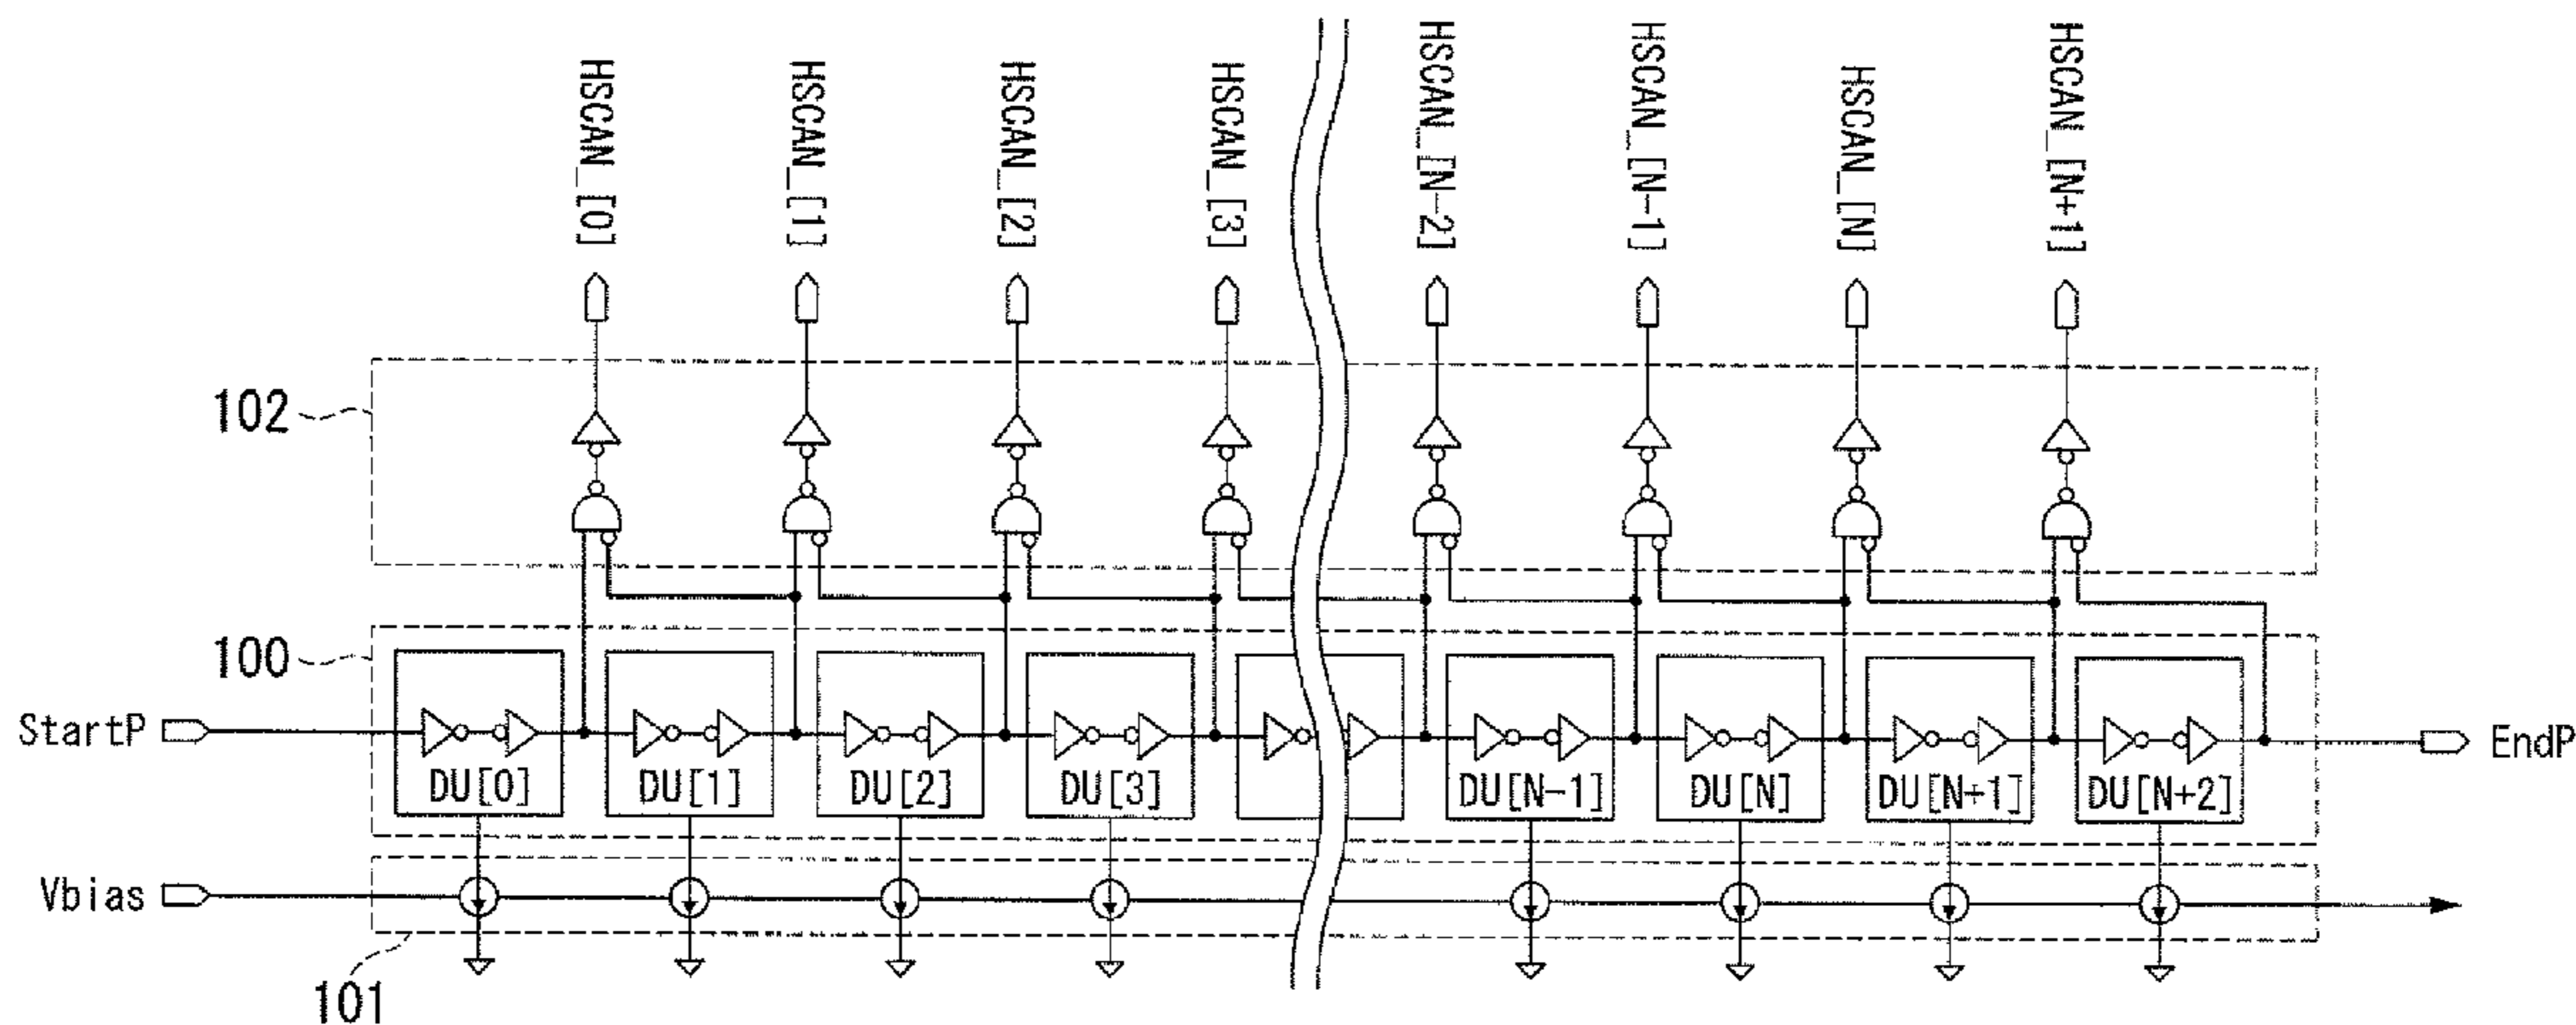 HSCAN_[0]
HSCAN_[1]
HSCAN_[2]
HSCAN_[3]
HSCAN_[N-2]
HSCAN_[N-1]
HSCAN_[N]
HSCAN_[N+1]
102
100
StartP
EndP
DU[0]
DU[1]
DU[2]
DU[3]
DU[N-1]
DU[N]
DU[N+1]
DU[N+2]
Vbias
101